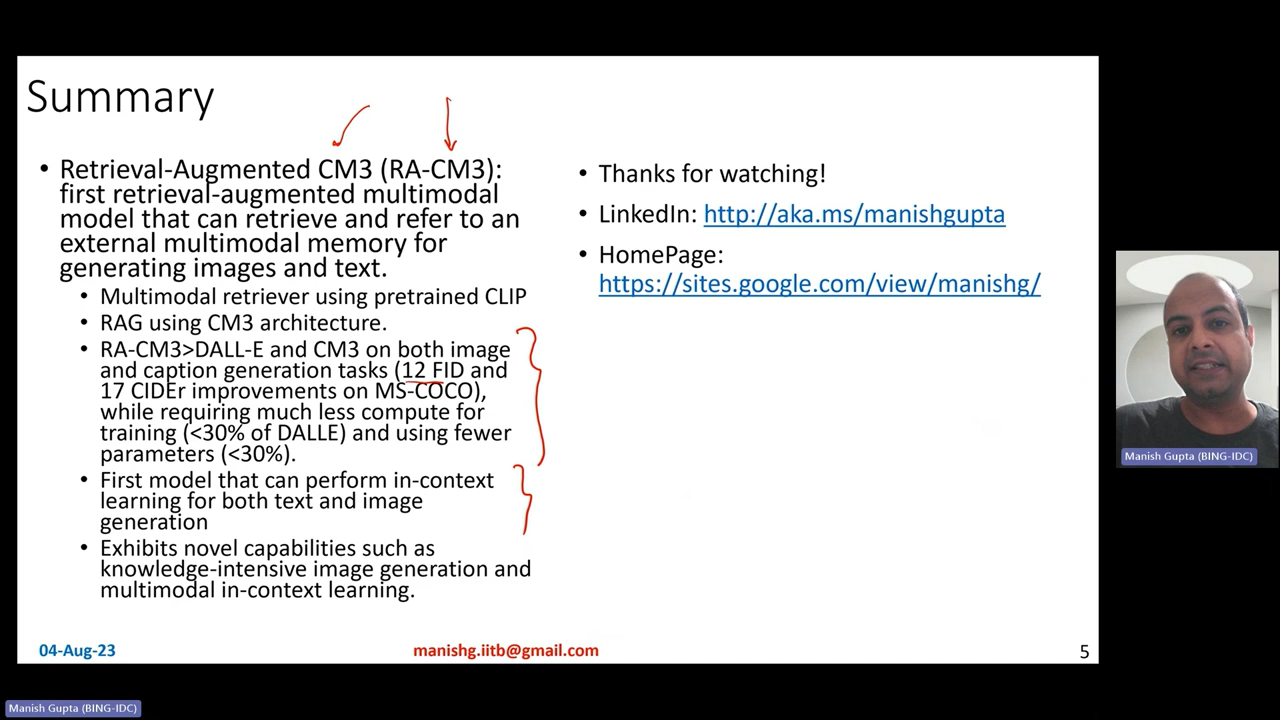 Summary
• Retrieval-Augmented CM3 (RA-CM3):
first retrieval-augmented multimodal
model that can retrieve and refer to an
external multimodal memory for
generating images and text.
• Multimodal retriever using pretrained CLIP
• RAG using CM3 architecture.
• RA-CM3>DALL-E and CM3 on both image
and caption generation tasks (12 FID and
17 CIDEr improvements on MS-COCO),
while requiring much less compute for
training (<30% of DALLE) and using fewer
parameters (<30%).
• First model that can perform in-context
learning for both text and image
generation
• Exhibits novel capabilities such as
knowledge-intensive image generation and
multimodal in-context learning.
• Thanks for watching!
• LinkedIn: http://aka.ms/manishgupta
• HomePage:
https://sites.google.com/view/manishg/
04-Aug-23
manishg.iitb@gmail.com
5
Manish Gupta (BING-IDC)
Manish Gupta (BING-IDC)